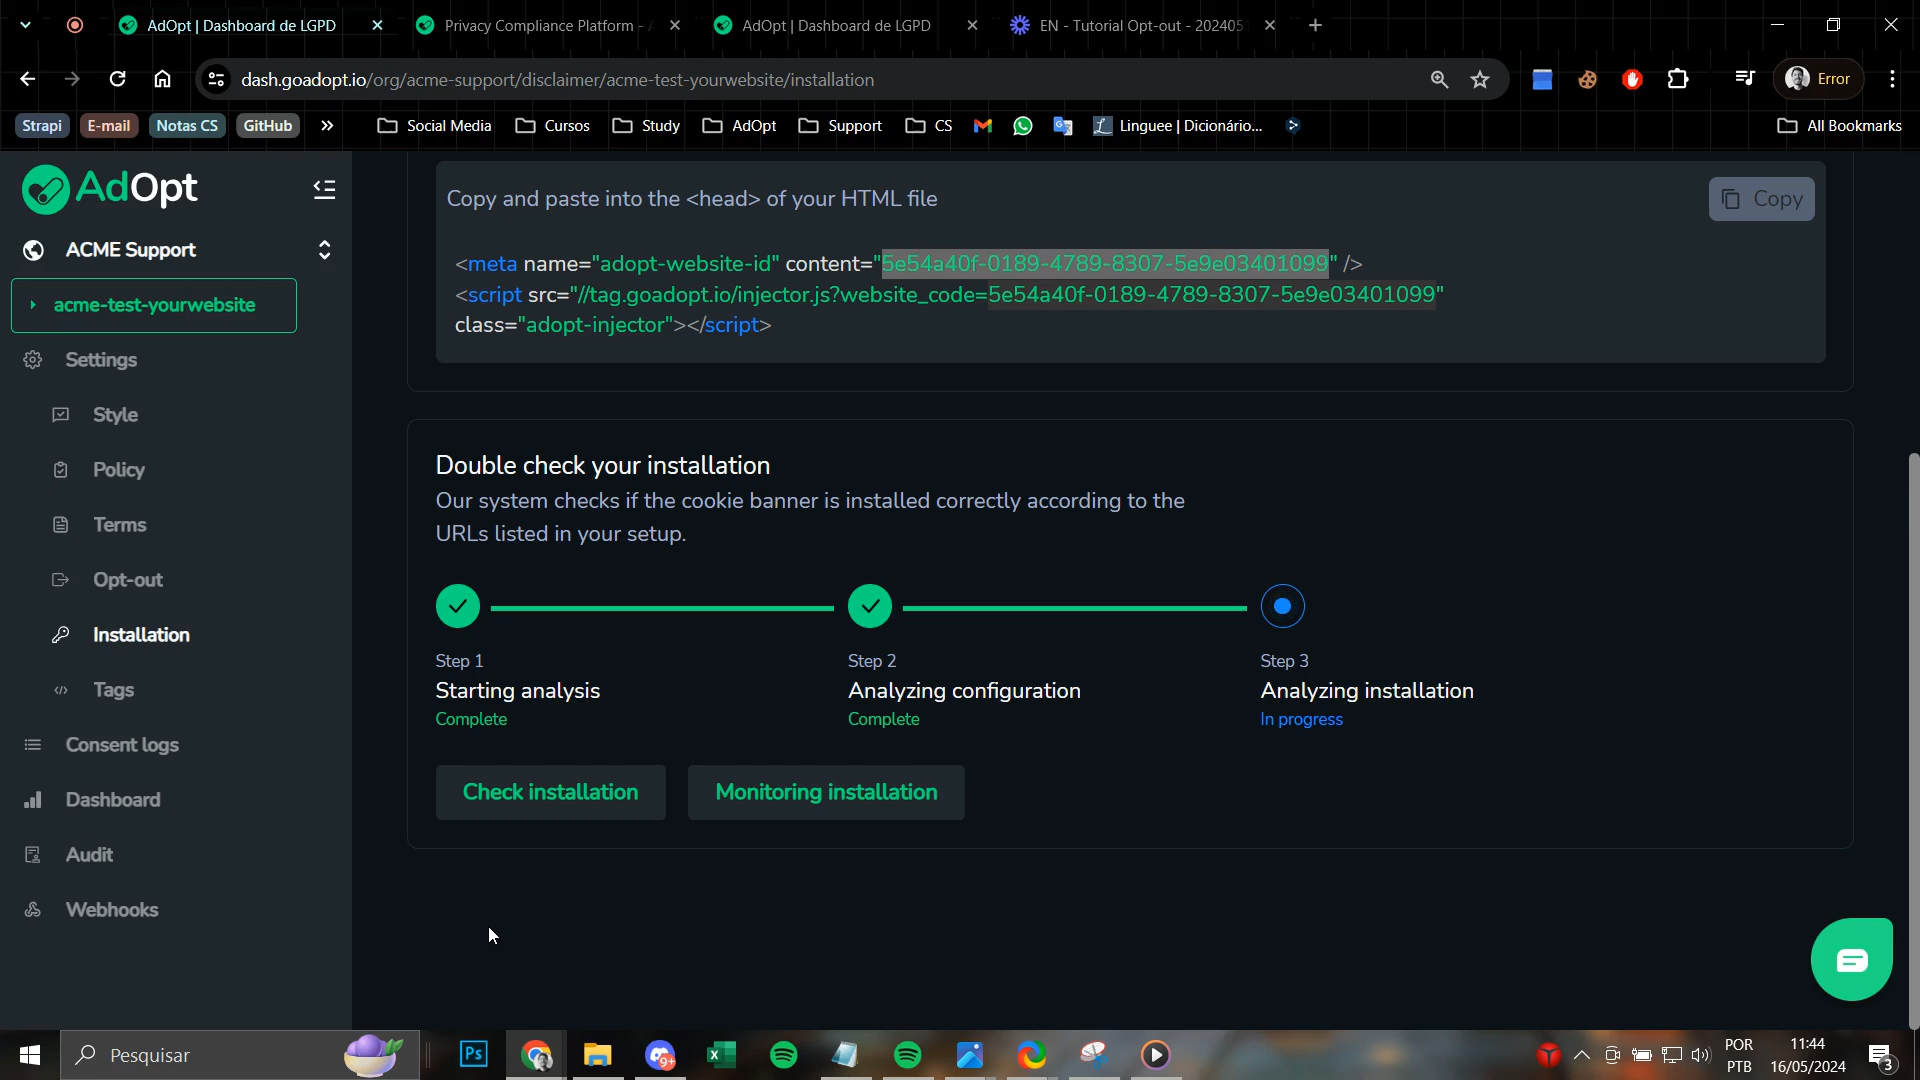 AdOpt | Dashboard de LGPD
Privacy Compliance Platform -
AdOpt | Dashboard de LGPD
EN - Tutorial Opt-out - 202405
dash.goadopt.io/org/acme-support/disclaimer/acme-test-yourwebsite/installation
Error
Strapi
E-mail
Notas CS
GitHub
Social Media
Cursos
Study
AdOpt
Support
CS
Linguee | Dicionário...
All Bookmarks
AdOpt
ACME Support
acme-test-yourwebsite
Settings
Style
Policy
Terms
Opt-out
Installation
Tags
Consent logs
Dashboard
Audit
Webhooks
Copy and paste into the <head> of your HTML file
Copy
<meta name="adopt-website-id" content="5e54a40f-0189-4789-8307-5e9e03401099" />
<script src="//tag.goadopt.io/injector.js?website_code=5e54a40f-0189-4789-8307-5e9e03401099"
class="adopt-injector"></script>
Double check your installation
Our system checks if the cookie banner is installed correctly according to the
URLs listed in your setup.
Step 1
Starting analysis
Complete
Step 2
Analyzing configuration
Complete
Step 3
Analyzing installation
In progress
Check installation
Monitoring installation
Pesquisar
Ps
9+
POR
PTB
11:44
16/05/2024
3